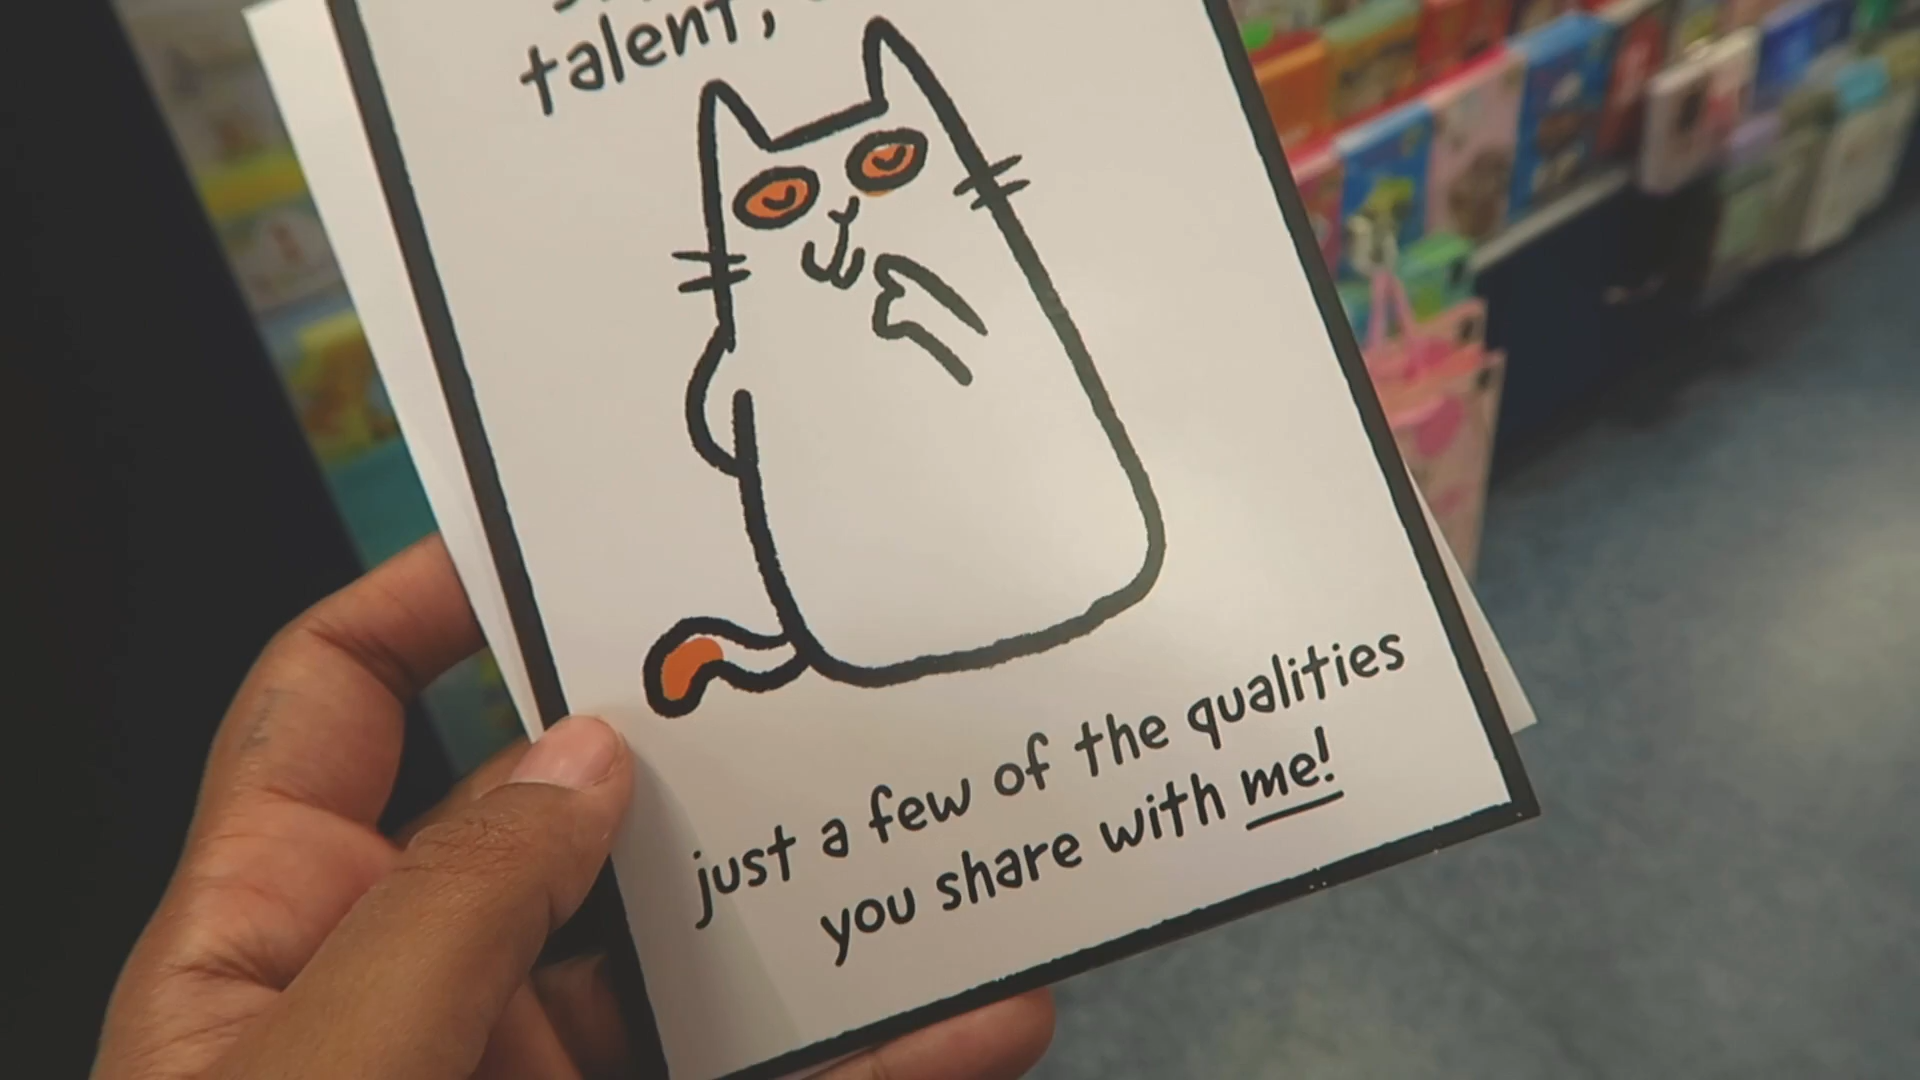 talent,
just a few of the qualities
you share with me!